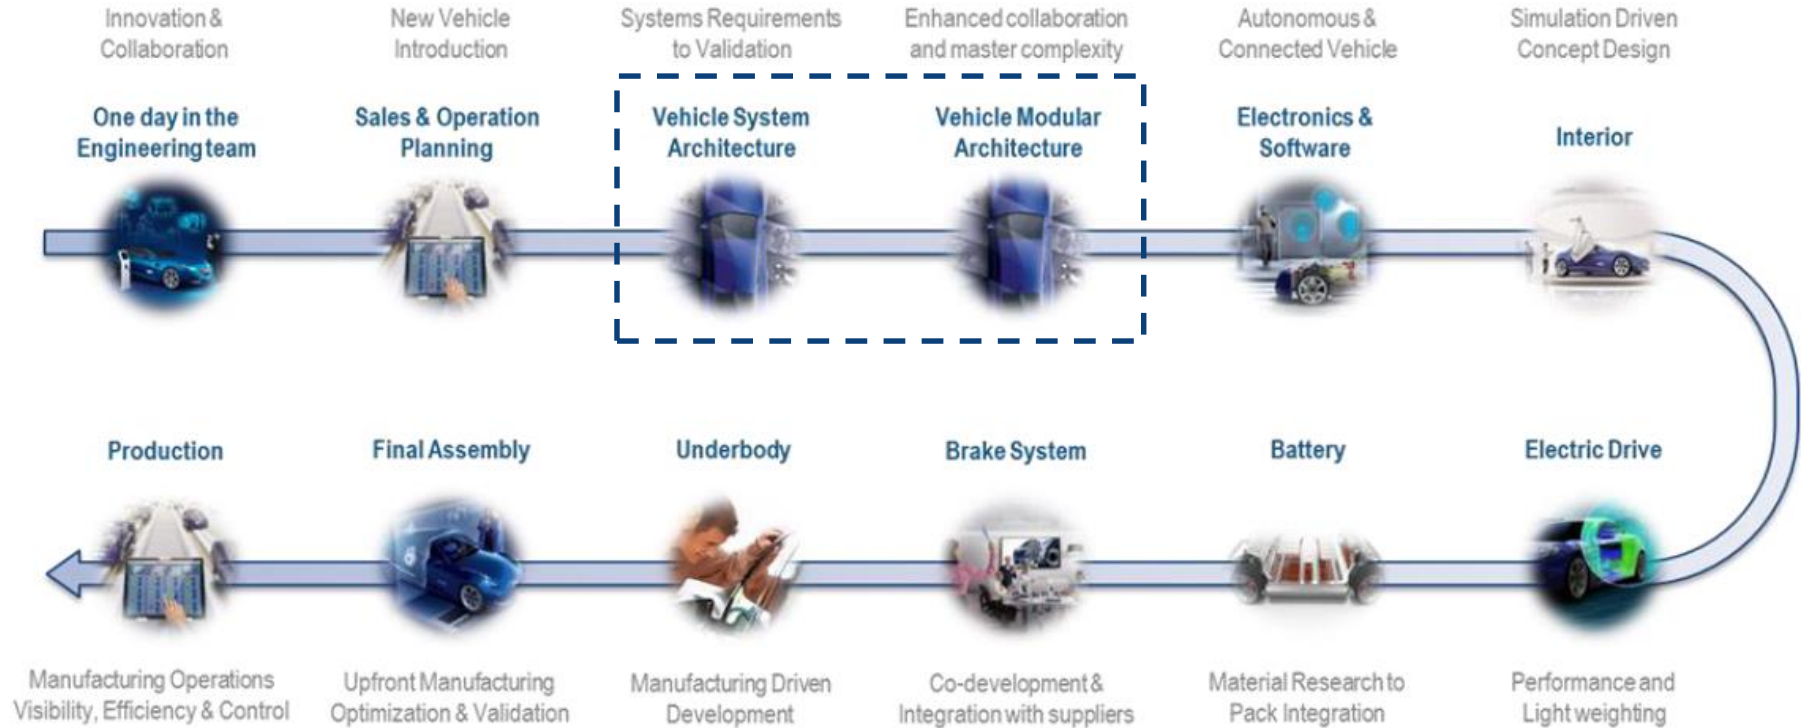 Innovation &
Collaboration
New Vehicle
Introduction
Systems Requirements
to Validation
Enhanced collaboration
and master complexity
Autonomous &
Connected Vehicle
Simulation Driven
Concept Design
One day in the
Engineering team
Sales & Operation
Planning
Vehicle System
Architecture
Vehicle Modular
Architecture
Electronics &
Software
Interior
Production
Final Assembly
Underbody
Brake System
Battery
Electric Drive
Manufacturing Operations
Visibility, Efficiency & Control
Upfront Manufacturing
Optimization & Validation
Manufacturing Driven
Development
Co-development &
Integration with suppliers
Material Research to
Pack Integration
Performance and
Light weighting